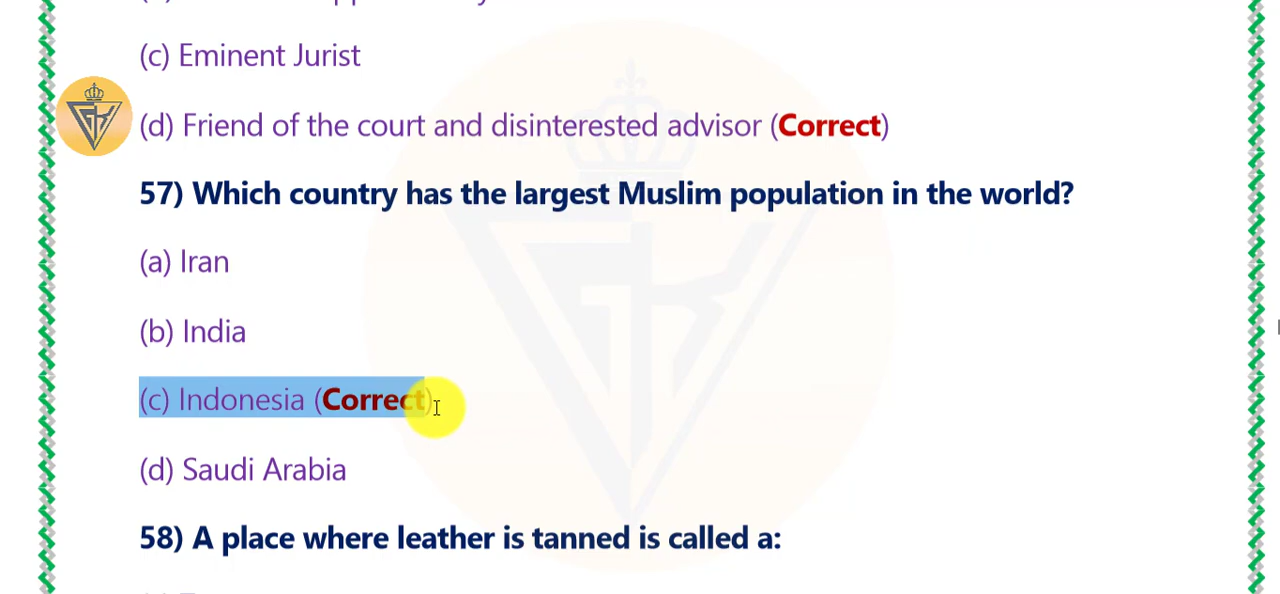 (c) Eminent Jurist
(d) Friend of the court and disinterested advisor (Correct)
57) Which country has the largest Muslim population in the world?
(a) Iran
(b) India
(c) Indonesia (Correct)
(d) Saudi Arabia
58) A place where leather is tanned is called a: